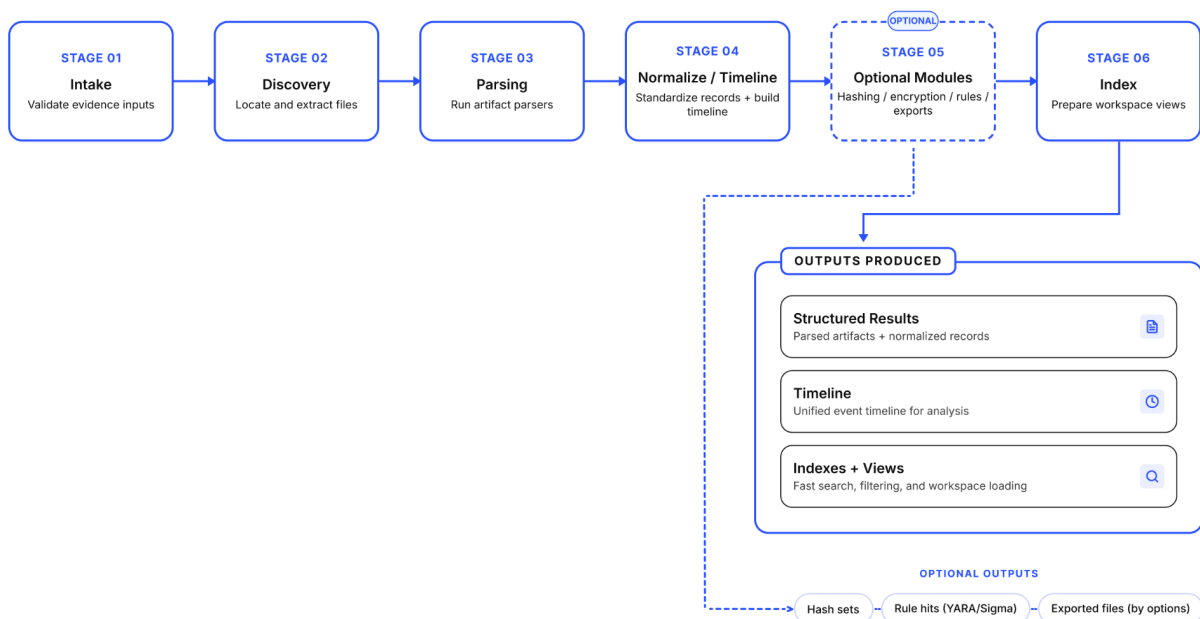 OPTIONAL
STAGE 01
Intake
Validate evidence inputs
STAGE 02
Discovery
Locate and extract files
STAGE 03
Parsing
Run artifact parsers
STAGE 04
Normalize / Timeline
Standardize records + build
timeline
STAGE 05
Optional Modules
Hashing / encryption / rules /
exports
STAGE 06
Index
Prepare workspace views
OUTPUTS PRODUCED
Structured Results
Parsed artifacts + normalized records
Timeline
Unified event timeline for analysis
Indexes + Views
Fast search, filtering, and workspace loading
OPTIONAL OUTPUTS
Hash sets
Rule hits (YARA/Sigma)
Exported files (by options)